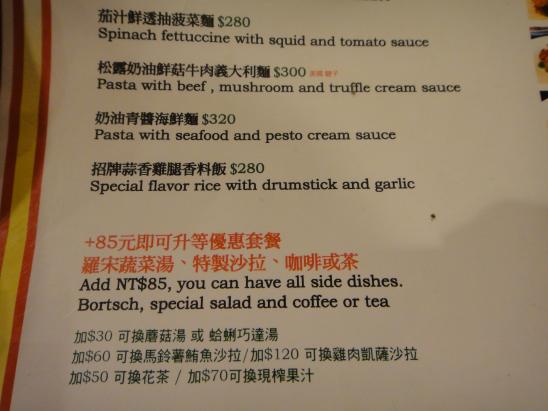 茄汁鮮透抽菠菜麵 $280
Spinach fettuccine with squid and tomato sauce
松露奶油鮮菇牛肉義大利麵 $300
Pasta with beef , mushroom and truffle cream sauce
奶油青醬海鮮麵 $320
Pasta with seafood and pesto cream sauce
招牌蒜香雞腿香料飯 $280
Special flavor rice with drumstick and garlic
+85元即可升等優惠套餐
羅宋蔬菜湯、特製沙拉、咖啡或茶
Add NT$85, you can have all side dishes.
Bortsch, special salad and coffee or tea
加$30 可換蘑菇湯 或 蛤蜊巧達湯
加$60 可換馬鈴薯鮪魚沙拉/加$120 可換雞肉凱薩沙拉
加$50 可換花茶 / 加$70可換現榨果汁